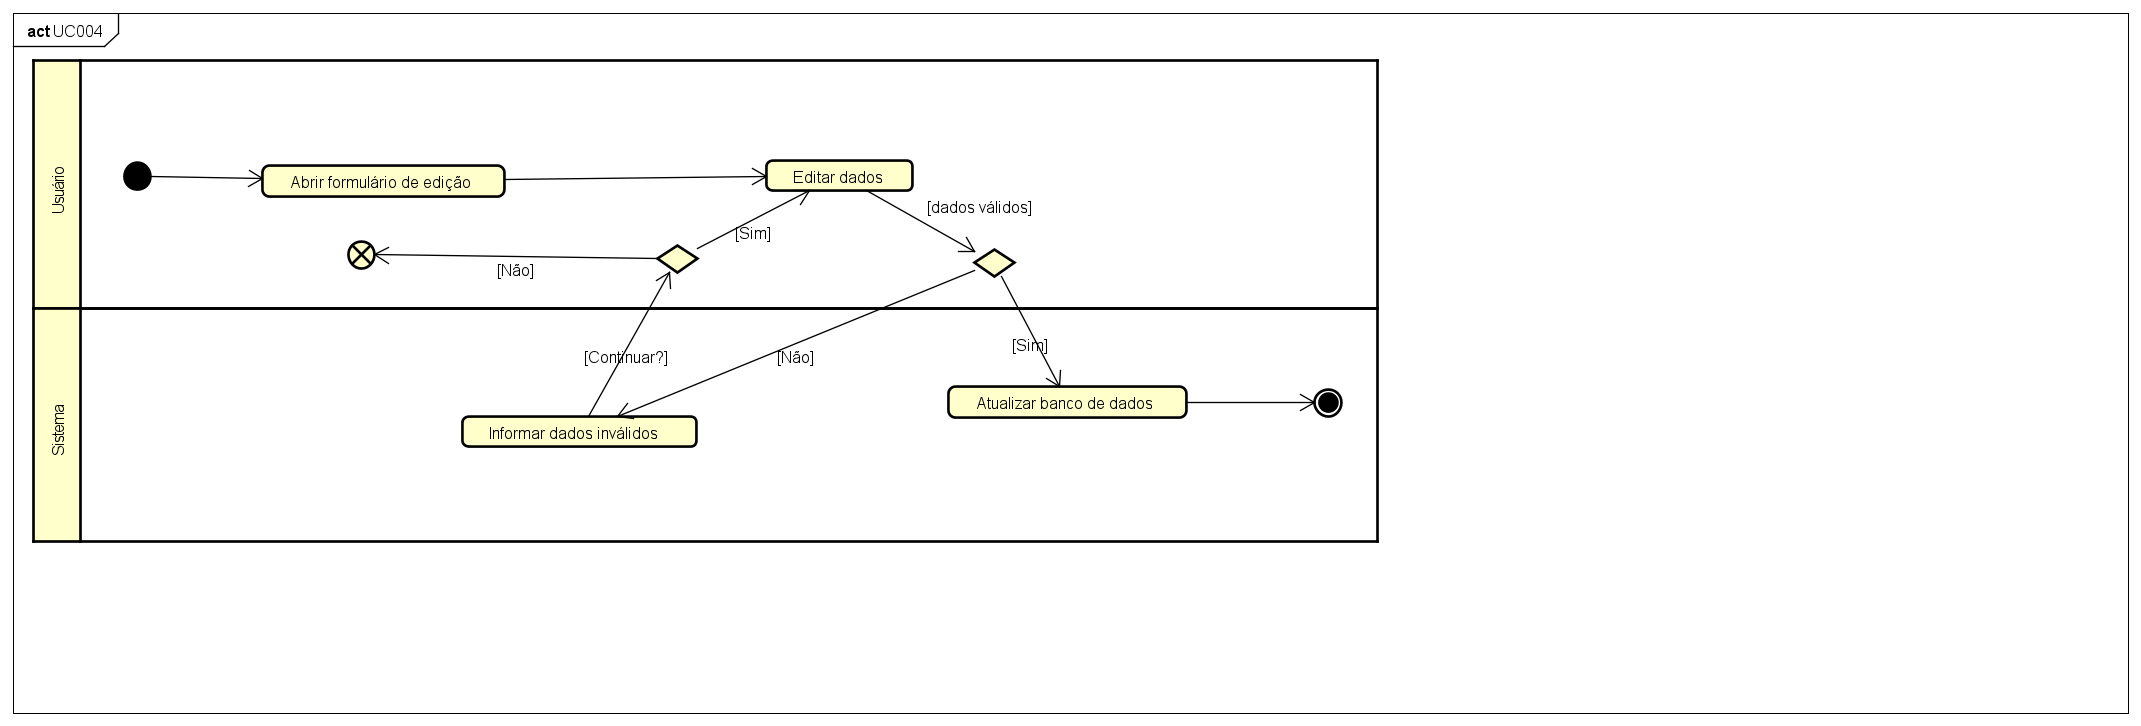 act UC004
Usuário
Abrir formulário de edição
Editar dados
[dados válidos]
[Sim]
[Não]
Sistema
[Continuar?]
[Não]
[Sim]
Informar dados inválidos
Atualizar banco de dados